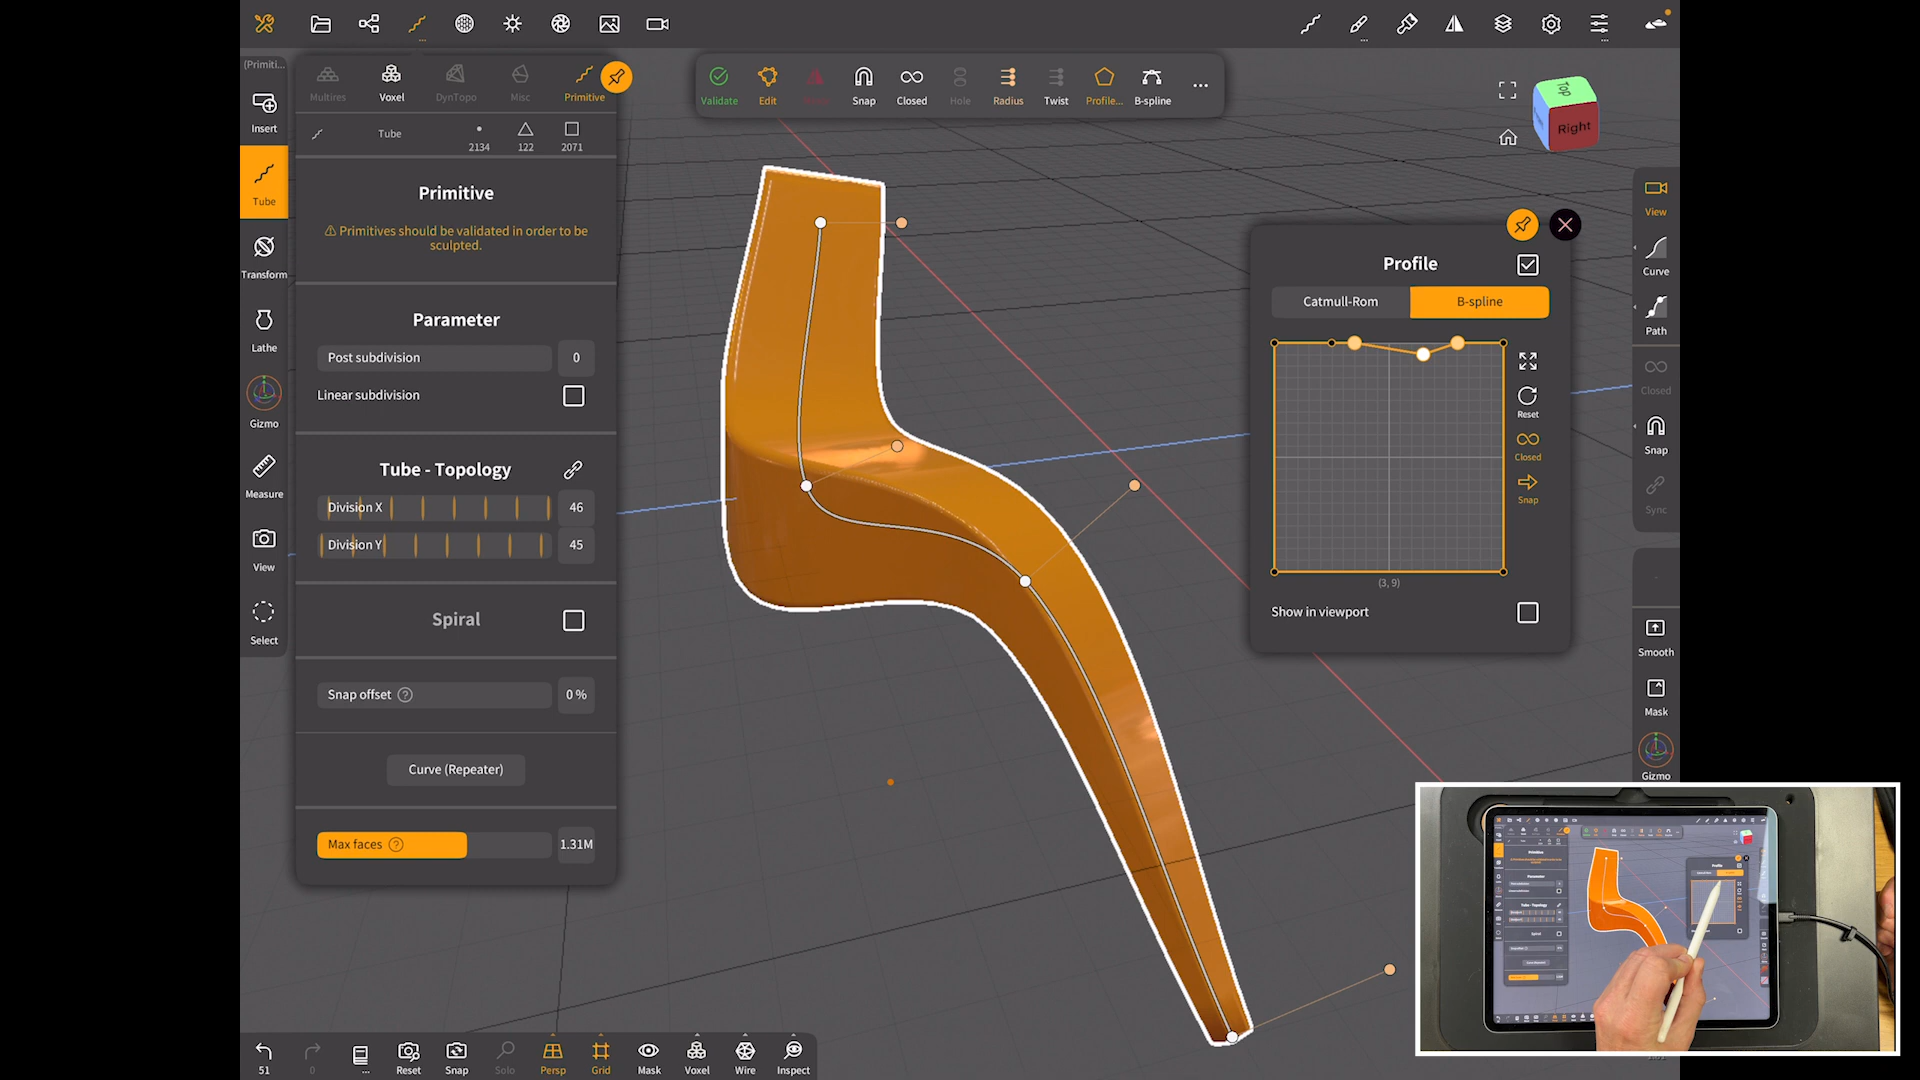 (Primiti...
Insert
Tube
Transform
Lathe
Gizmo
Measure
View
Select
Multires
Voxel
DynTopo
Misc
Primitive
Tube
2134
122
2071
Primitive
⚠ Primitives should be validated in order to be
sculpted.
Parameter
Post subdivision
0
Linear subdivision
Tube - Topology
Division X
46
Division Y
45
Spiral
Snap offset ?
0 %
Curve (Repeater)
Max faces ?
1.31M
Validate
Edit
Snap
Closed
Hole
Radius
Twist
Profile...
B-spline
...
Top
Right
Profile
Catmull-Rom
B-spline
Reset
Closed
Snap
(3, 9)
Show in viewport
View
Curve
Path
Closed
Snap
Sync
Smooth
Mask
Gizmo
51
0
...
Reset
Snap
Solo
Persp
Grid
Mask
Voxel
Wire
Inspect